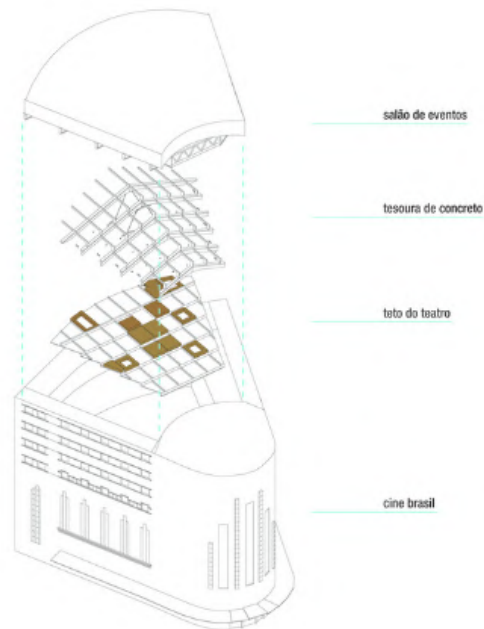 salão de eventos
tesoura de concreto
teto do teatro
cine brasil